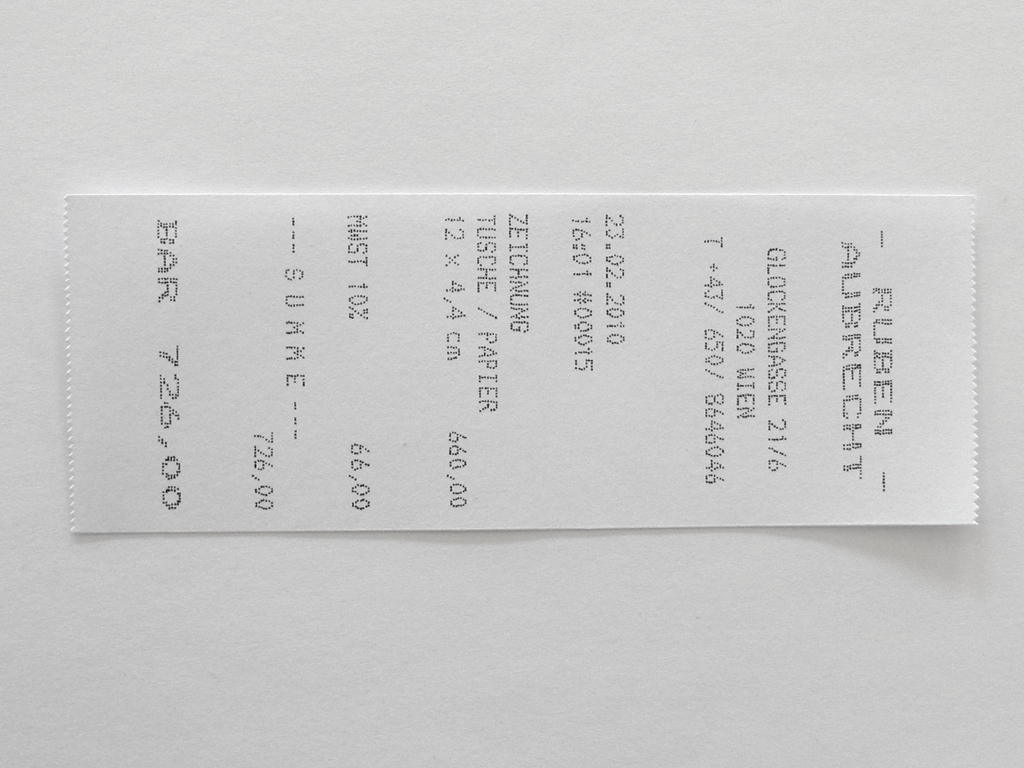 - RUBEN -
AUBRECHT
GLOCKENGASSE 21/6
1020 WIEN
T +43/ 650/ 8646046
23.02.2010
16:01 #00015
ZEICHNUNG
TUSCHE / PAPIER
12 x 4,4 cm 660,00
MWST 10% 66,00
--- S U M M E ---
726,00
BAR 726,00